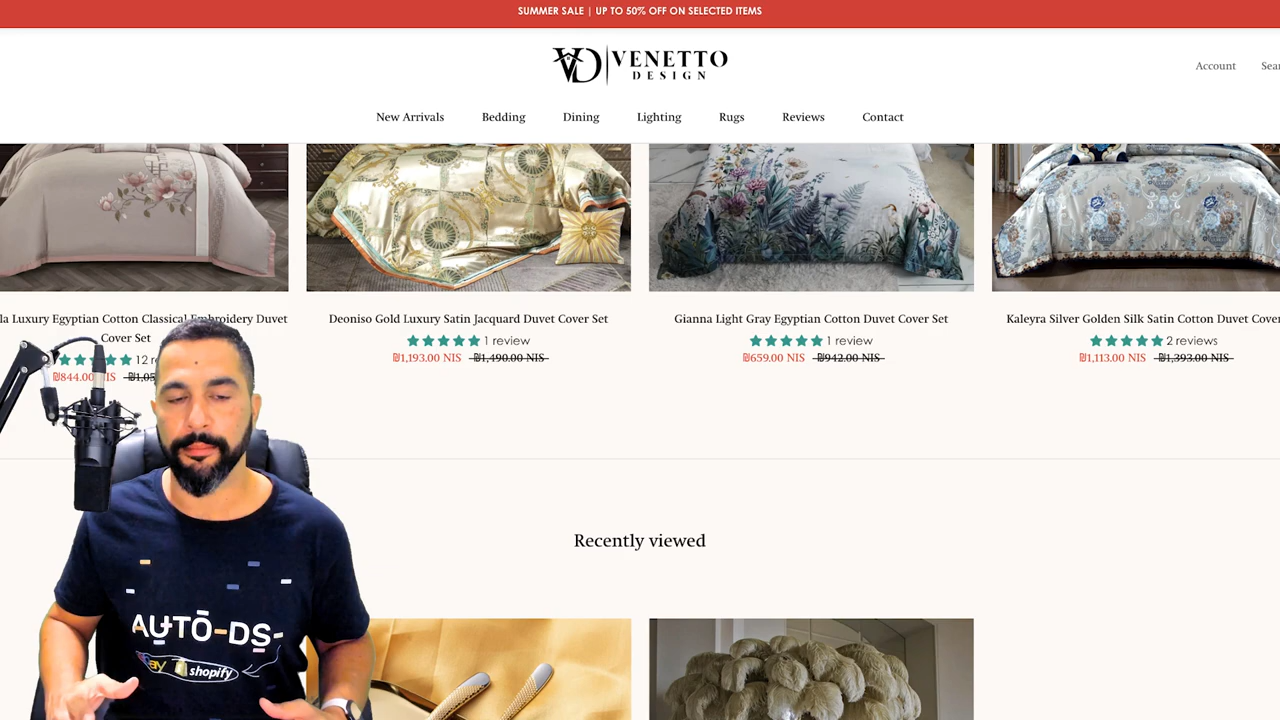 SUMMER SALE | UP TO 50% OFF ON SELECTED ITEMS
VD VENETTO
DESIGN
Account
New Arrivals Bedding Dining Lighting Rugs Reviews Contact
Luxury Egyptian Cotton Classical Embroidery Duvet
Cover Set
12
₪844.00
Deoniso Gold Luxury Satin Jacquard Duvet Cover Set
1 review
₪1,193.00 NIS ₪1,490.00 NIS
Gianna Light Gray Egyptian Cotton Duvet Cover Set
1 review
₪659.00 NIS ₪942.00 NIS
Kaleyra Silver Golden Silk Satin Cotton Duvet
2 reviews
₪1,113.00 NIS ₪1,393.00 NIS
Recently viewed
AUTO-DS-
shopify